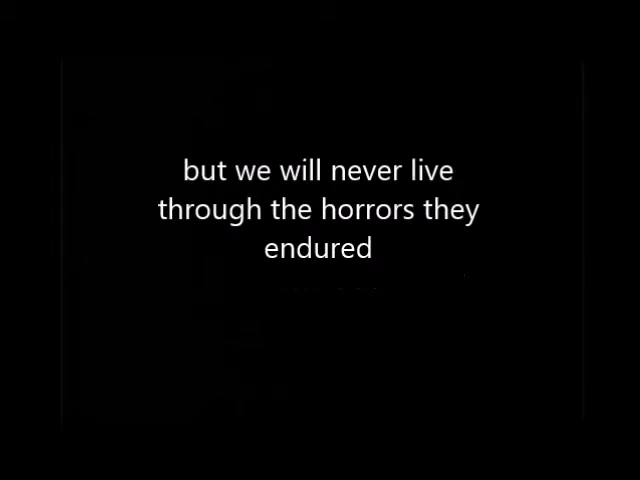 but we will never live
through the horrors they
endured